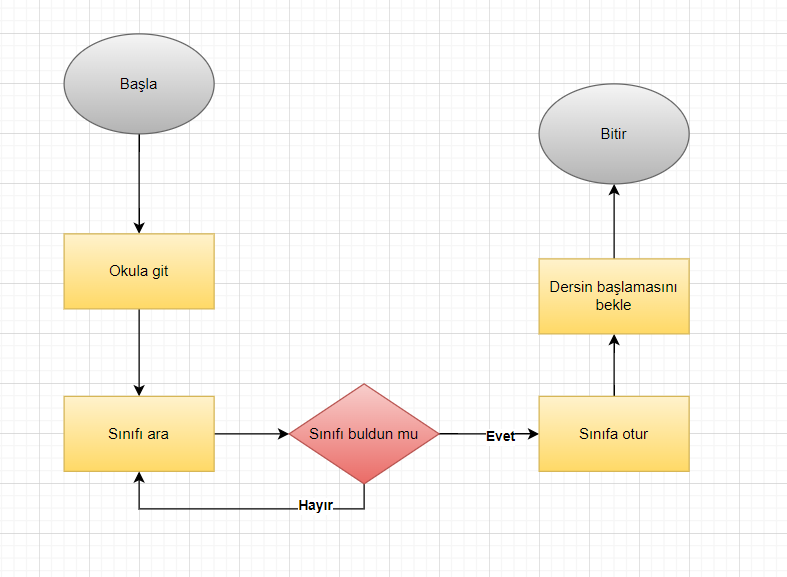 Başla
Okula git
Sınıfı ara
Sınıfı buldun mu
Hayır
Evet
Sınıfa otur
Dersin başlamasını
bekle
Bitir